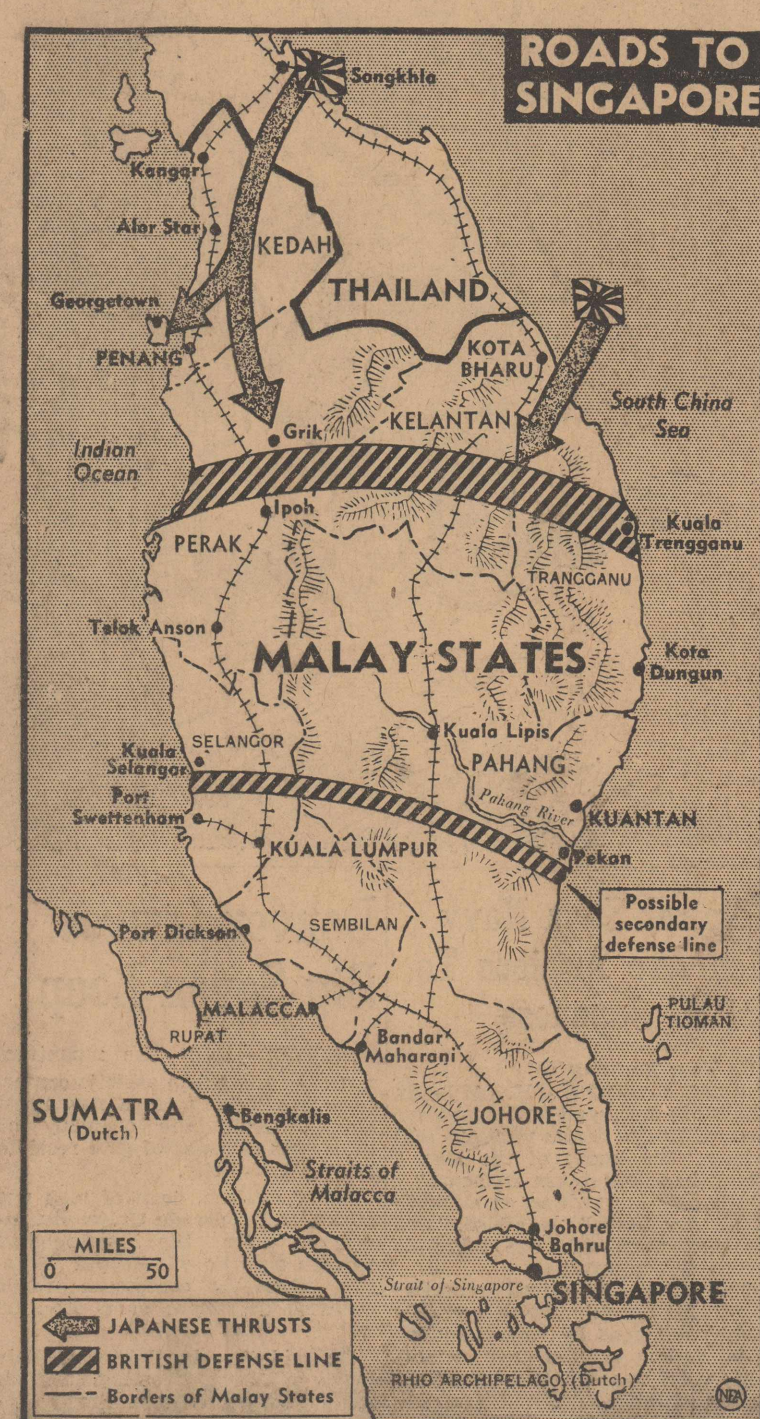 ROADS TO
SINGAPORE
Songkhla
Kangar
Alor Star
KEDAH
THAILAND
Georgetown
PENANG
KOTA
BHARU
South China
Sea
KELANTAN
Grik
Indian
Ocean
Ipoh
Kuala
Trengganu
PERAK
TRANGGANU
Telok Anson
MALAY STATES
Kota
Dungun
Kuala Lipis
SELANGOR
Kuala
Selangor
PAHANG
Pahang River
Port
Swettenham
KUANTAN
KUALA LUMPUR
Pekan
Possible
secondary
defense line
SEMBILAN
Port Dickson
MALACCA
RUPAT
PULAU
TIOMAN
Bandar
Maharani
SUMATRA
(Dutch)
Bengkalis
JOHORE
Straits of
Malacca
Johore
Bahru
MILES
0 50
Strait of Singapore
SINGAPORE
JAPANESE THRUSTS
BRITISH DEFENSE LINE
Borders of Malay States
RHIO ARCHIPELAGO (Dutch)
NEA